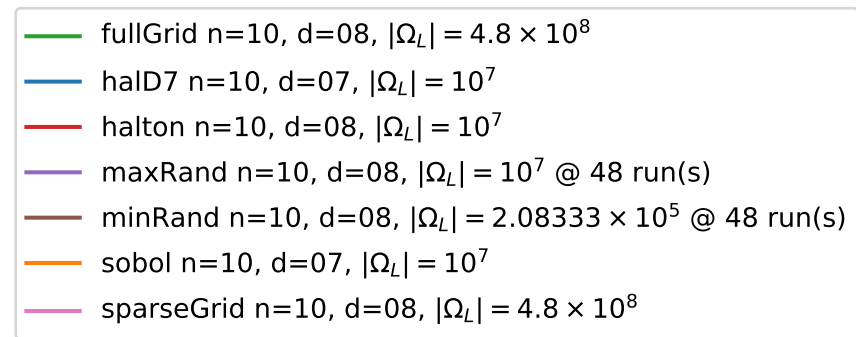 fullGrid n=10, d=08, |Ω_L| = 4.8 × 10^8
halD7 n=10, d=07, |Ω_L| = 10^7
halton n=10, d=08, |Ω_L| = 10^7
maxRand n=10, d=08, |Ω_L| = 10^7 @ 48 run(s)
minRand n=10, d=08, |Ω_L| = 2.08333 × 10^5 @ 48 run(s)
sobol n=10, d=07, |Ω_L| = 10^7
sparseGrid n=10, d=08, |Ω_L| = 4.8 × 10^8